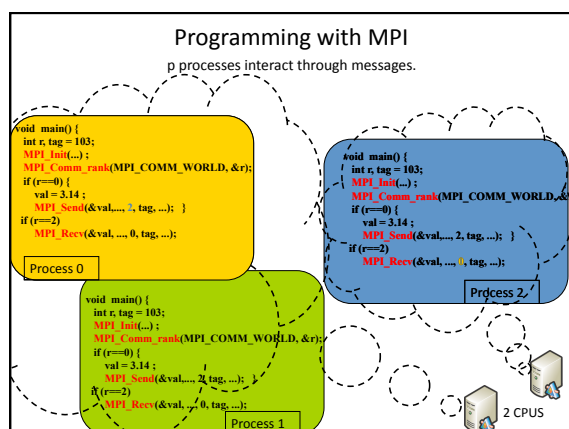 Programming with MPI
p processes interact through messages.
void main() {
int r, tag = 103;
MPI_Init(...) ;
MPI_Comm_rank(MPI_COMM_WORLD, &r);
if (r==0) {
val = 3.14 ;
MPI_Send(&val,..., 2, tag, ...); }
if (r==2)
MPI_Recv(&val, ..., 0, tag, ...);
Process 0
void main() {
int r, tag = 103;
MPI_Init(...) ;
MPI_Comm_rank(MPI_COMM_WORLD, &
if (r==0) {
val = 3.14 ;
MPI_Send(&val,..., 2, tag, ...); }
if (r==2)
MPI_Recv(&val, ..., 0, tag, ...);
Process 2
void main() {
int r, tag = 103;
MPI_Init(...) ;
MPI_Comm_rank(MPI_COMM_WORLD, &r);
if (r==0) {
val = 3.14 ;
MPI_Send(&val,..., 2, tag, ...); }
if (r==2)
MPI_Recv(&val, ..., 0, tag, ...);
Process 1
2 CPUS